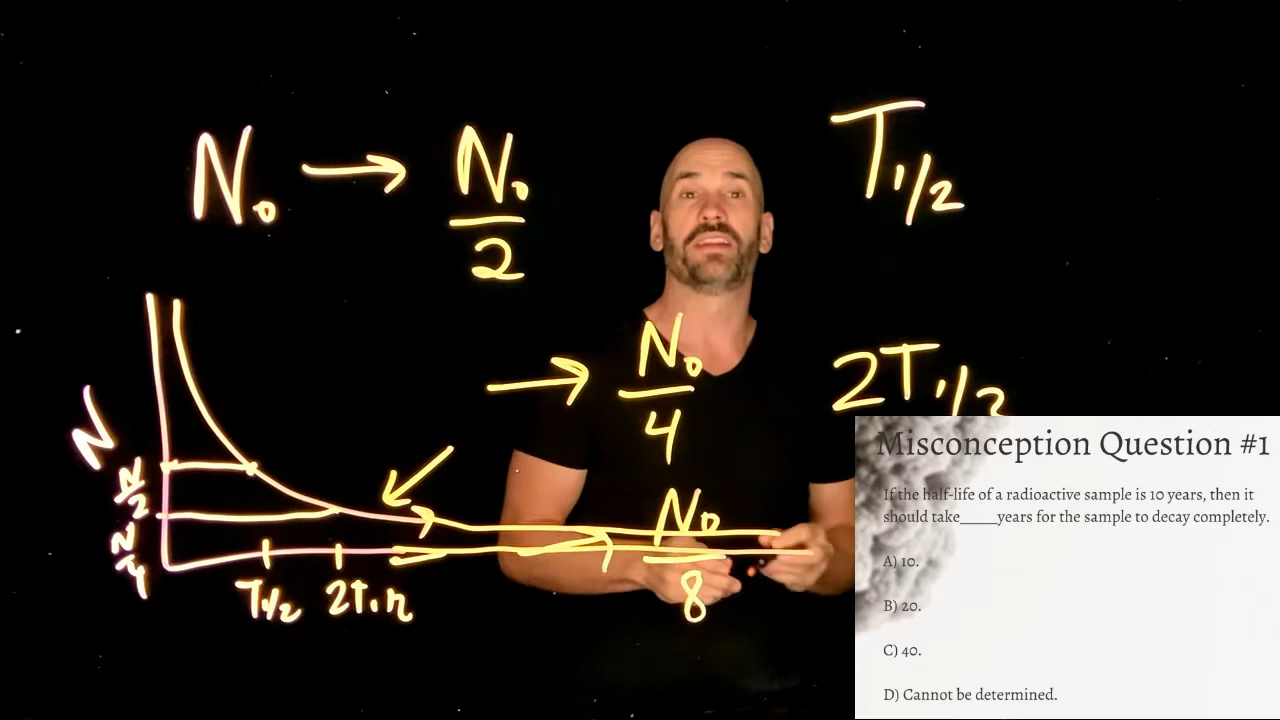 N₀ → N₀/2
T1/2
→ N₀/4
2T1/2
N
N/2
N/4
N₀/8
T1/2 2T1/2
Misconception Question #1
If the half-life of a radioactive sample is 10 years, then it
should take_____years for the sample to decay completely.
A) 10.
B) 20.
C) 40.
D) Cannot be determined.